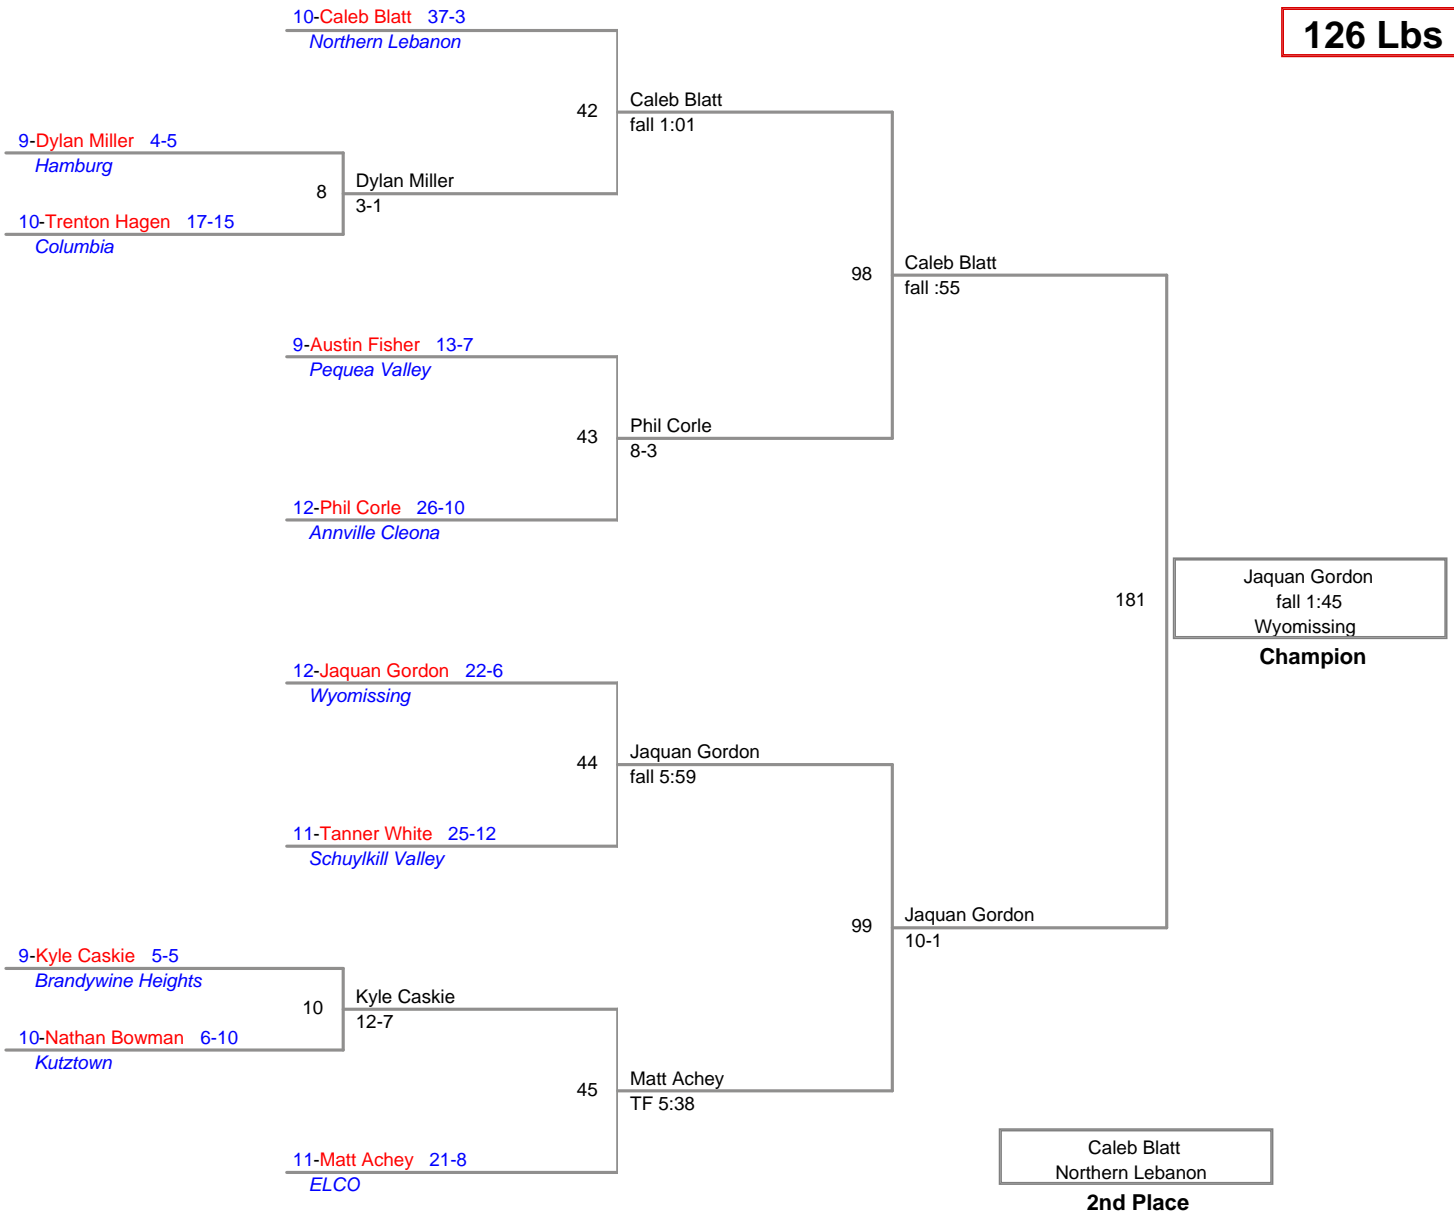 10-Caleb Blatt 37-3
Northern Lebanon
126 Lbs
42
Caleb Blatt
fall 1:01
9-Dylan Miller 4-5
Hamburg
8
Dylan Miller
3-1
10-Trenton Hagen 17-15
Columbia
98
Caleb Blatt
fall :55
9-Austin Fisher 13-7
Pequea Valley
43
Phil Corle
8-3
12-Phil Corle 26-10
Annville Cleona
181
Jaquan Gordon
fall 1:45
Wyomissing
Champion
12-Jaquan Gordon 22-6
Wyomissing
44
Jaquan Gordon
fall 5:59
11-Tanner White 25-12
Schuylkill Valley
99
Jaquan Gordon
10-1
9-Kyle Caskie 5-5
Brandywine Heights
10
Kyle Caskie
12-7
10-Nathan Bowman 6-10
Kutztown
45
Matt Achey
TF 5:38
11-Matt Achey 21-8
ELCO
Caleb Blatt
Northern Lebanon
2nd Place